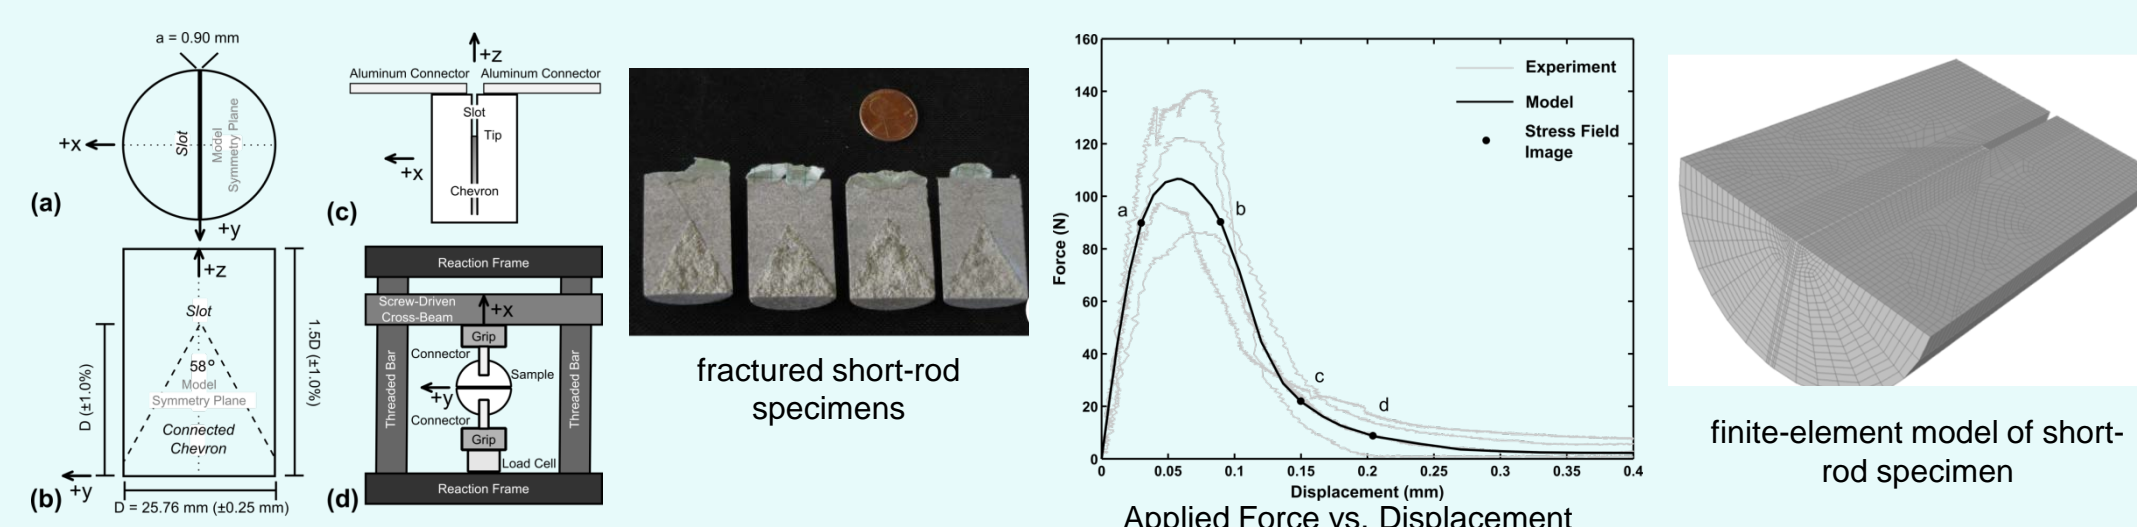 a = 0.90 mm
+x
Slot
Model
Symmetry Plane
(a)
+y
+z
Slot
58°
Model
Symmetry Plane
Connected
Chevron
D (±1.0%)
1.5D (±1.0%)
(b)
+y
D = 25.76 mm (±0.25 mm)
+z
Aluminum Connector
Aluminum Connector
Slot
Tip
+x
Chevron
(c)
Reaction Frame
Screw-Driven
Cross-Beam
+x
Grip
Connector
Sample
Threaded Bar
Threaded Bar
+y
Connector
Grip
Load Cell
Reaction Frame
(d)
fractured short-rod
specimens
160
140
120
100
80
60
40
20
0
Force (N)
Experiment
Model
Stress Field
Image
a
b
c
d
0
0.05
0.1
0.15
0.2
0.25
0.3
0.35
0.4
Displacement (mm)
Applied Force vs. Displacement
finite-element model of short-
rod specimen